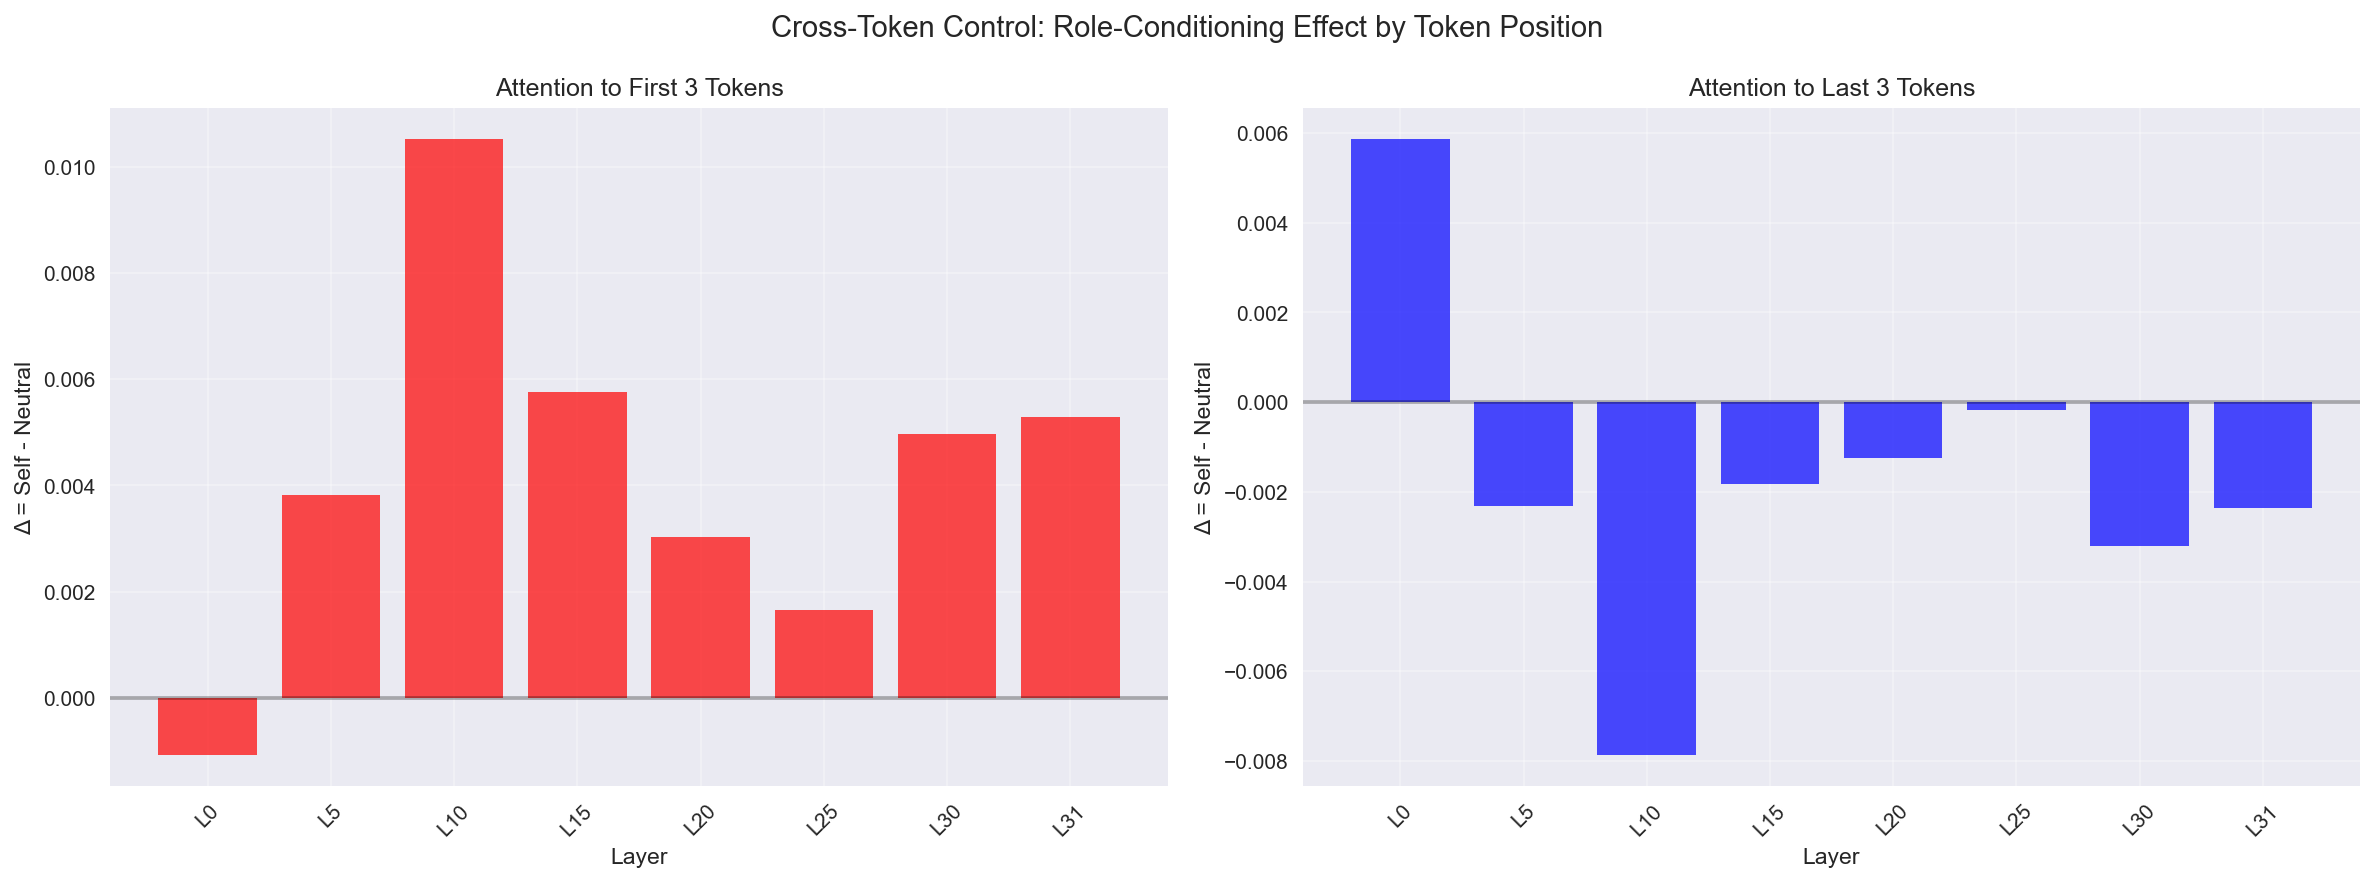 Cross-Token Control: Role-Conditioning Effect by Token Position
Attention to First 3 Tokens
Δ = Self - Neutral
0.010
0.008
0.006
0.004
0.002
0.000
L0 L5 L10 L15 L20 L25 L30 L31
Layer
Attention to Last 3 Tokens
Δ = Self - Neutral
0.006
0.004
0.002
0.000
−0.002
−0.004
−0.006
−0.008
L0 L5 L10 L15 L20 L25 L30 L31
Layer